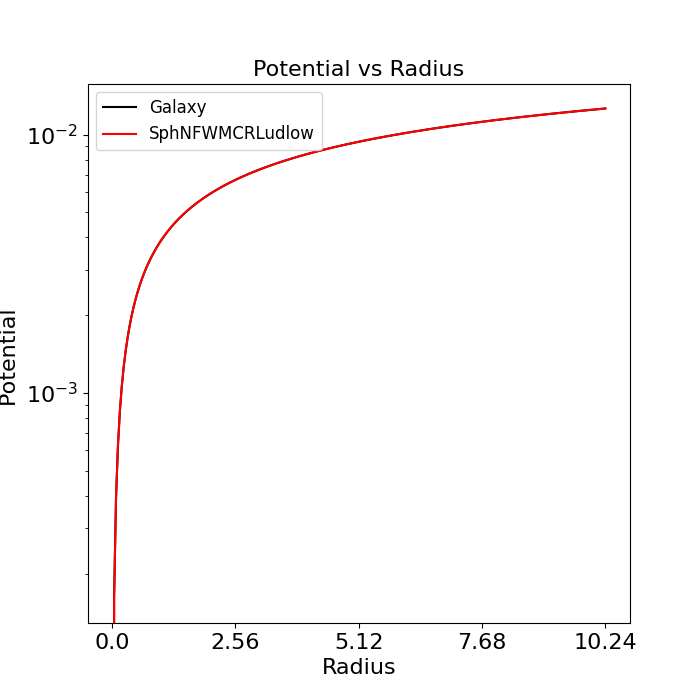 Potential vs Radius
Galaxy
SphNFWMCRLudlow
10⁻²
10⁻³
Potential
0.0 2.56 5.12 7.68 10.24
Radius